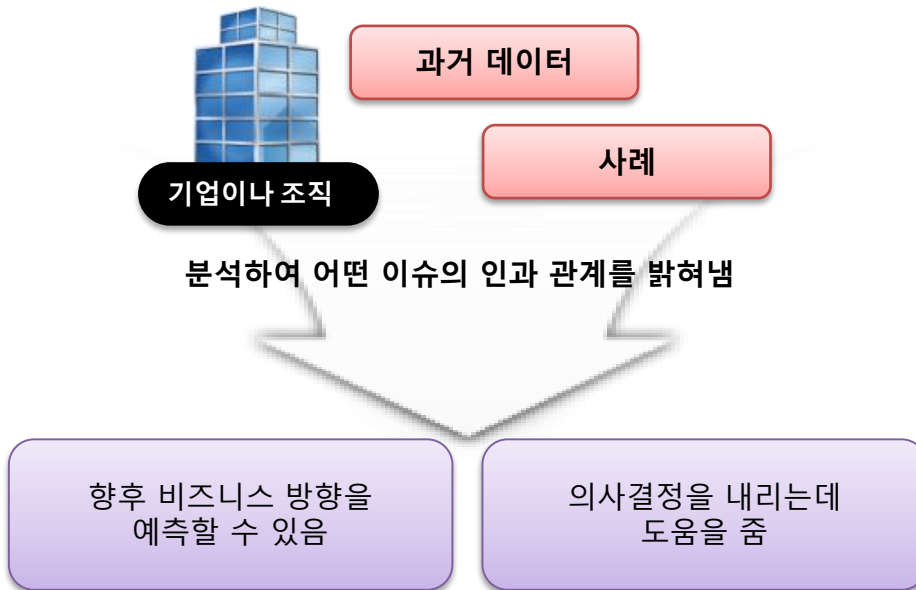 과거 데이터
사례
기업이나 조직
분석하여 어떤 이슈의 인과 관계를 밝혀냄
향후 비즈니스 방향을
예측할 수 있음
의사결정을 내리는데
도움을 줌